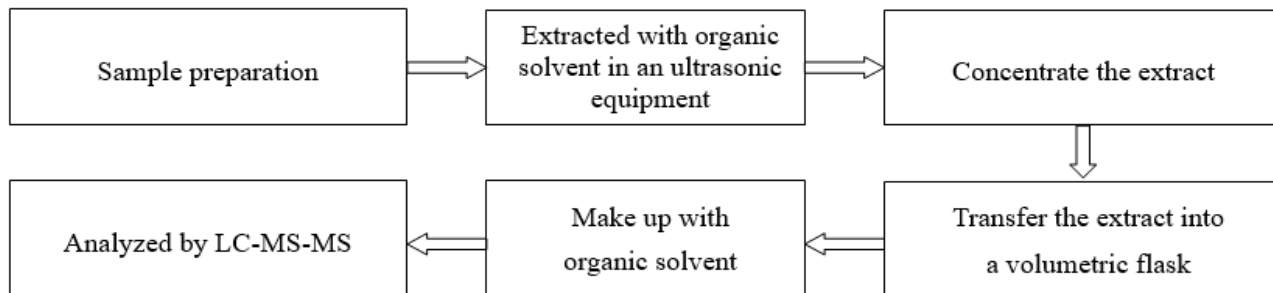 Sample preparation
Extracted with organic
solvent in an ultrasonic
equipment
Concentrate the extract
Transfer the extract into
a volumetric flask
Make up with
organic solvent
Analyzed by LC-MS-MS